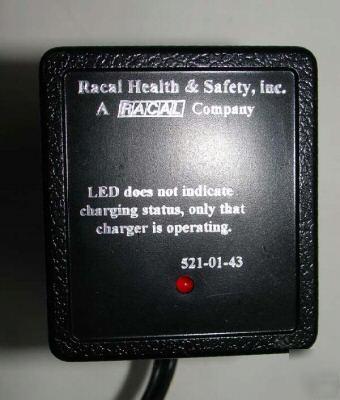 Racal Health & Safety, inc.
A RACAL Company
LED does not indicate
charging status, only that
charger is operating.
521-01-43